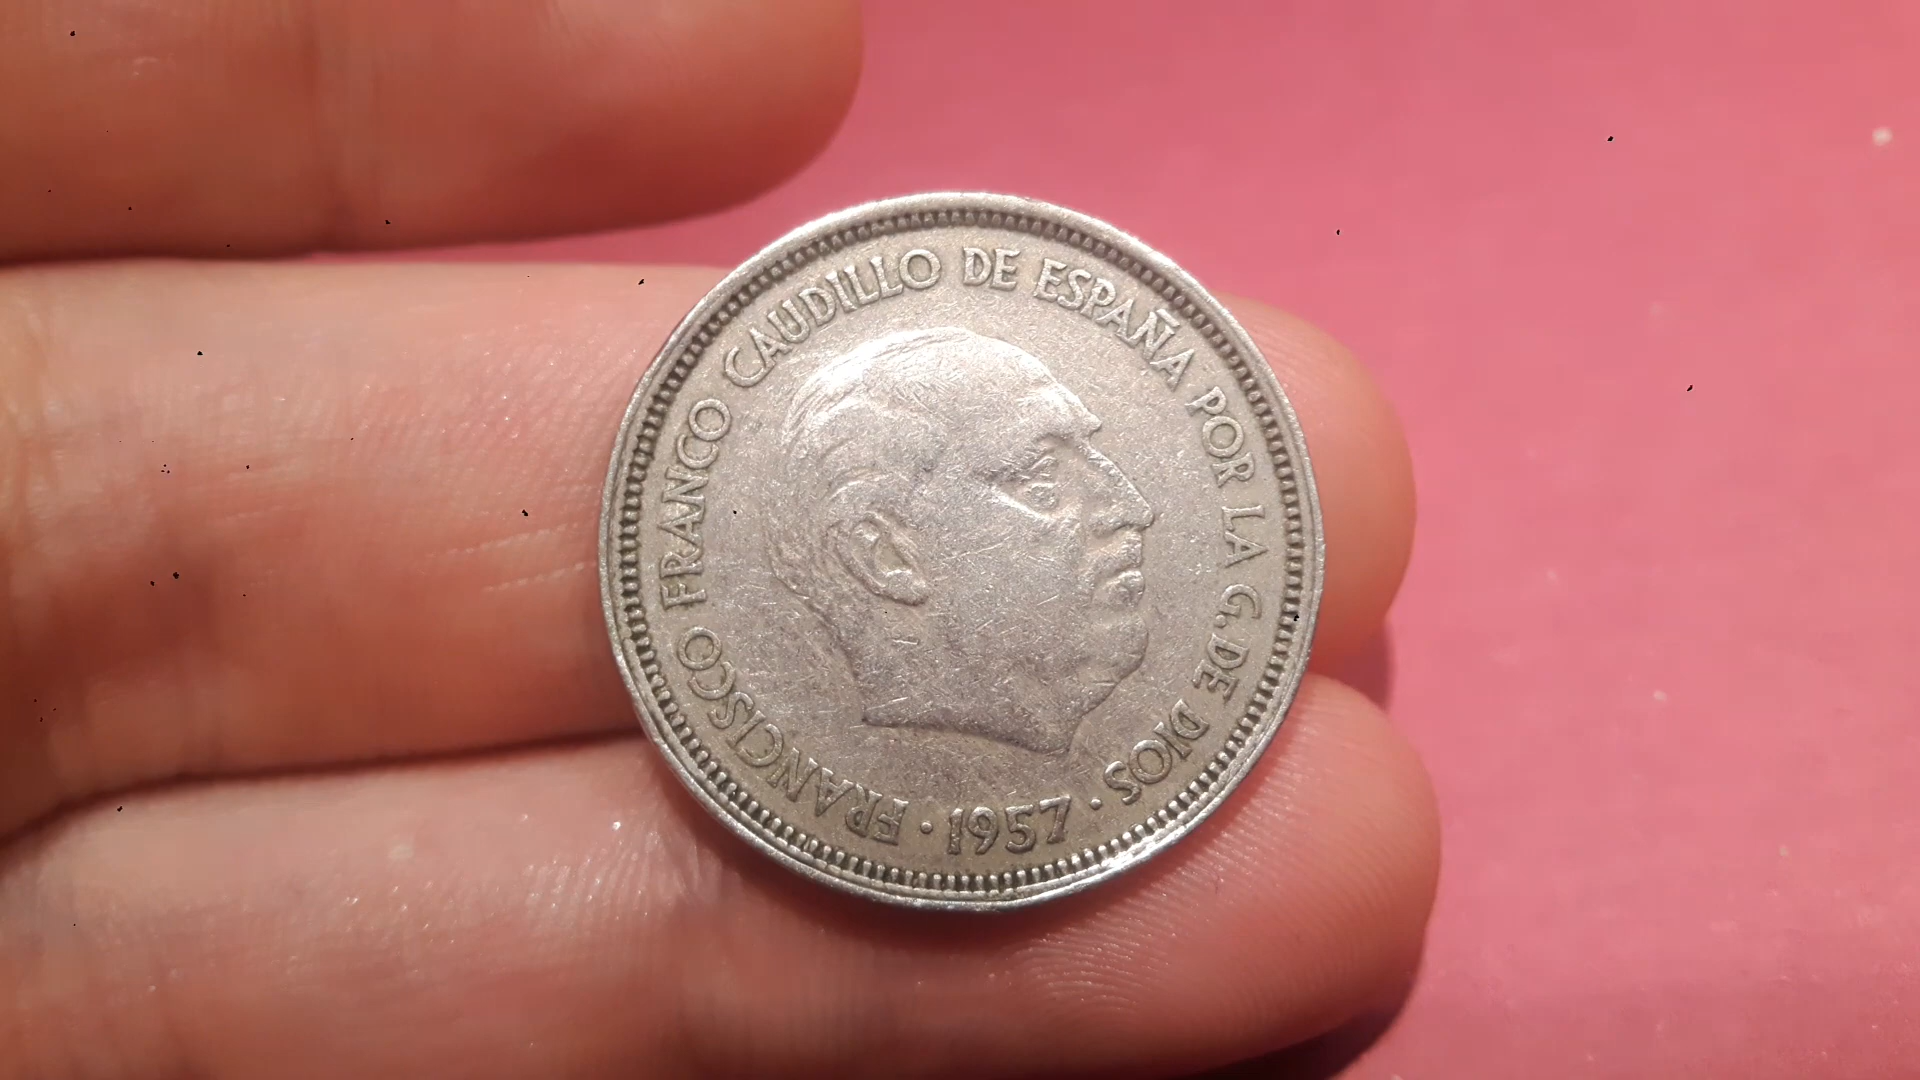 FRANCISCO FRANCO CAUDILLO DE ESPAÑA POR LA G. DE DIOS
· 1957 ·